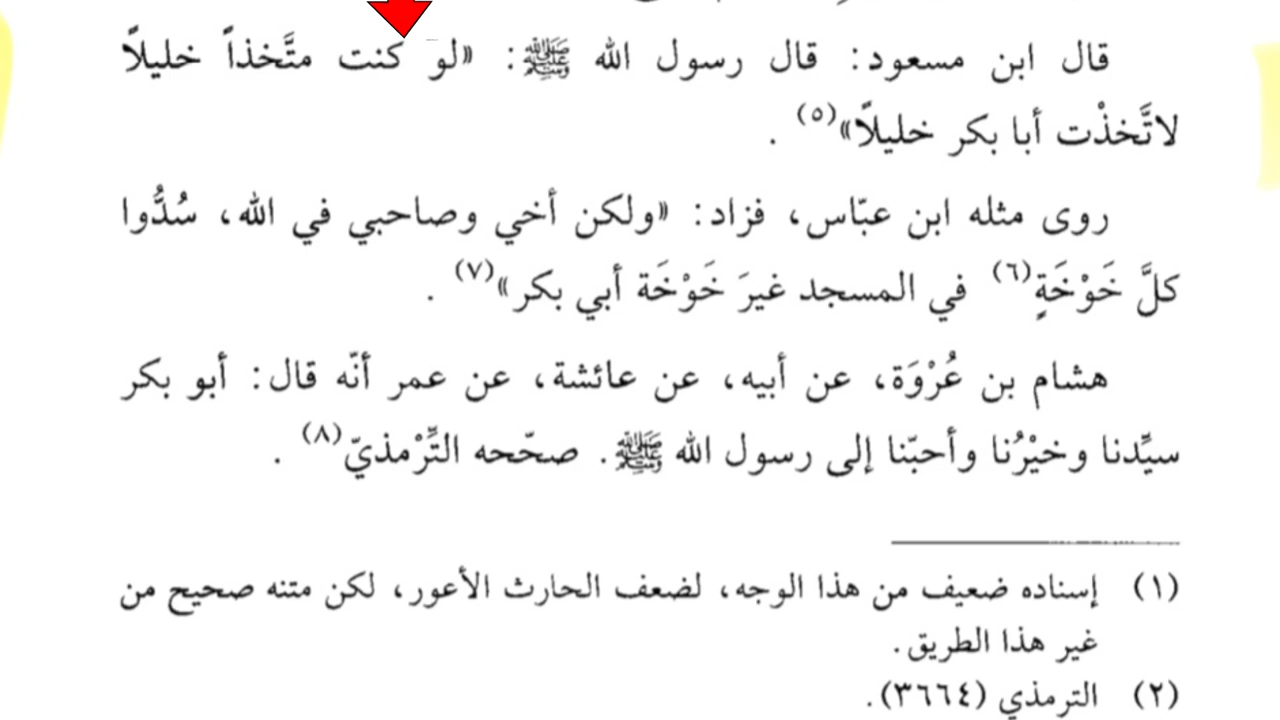 قال ابن مسعود: قال رسول الله ﷺ: «لو كنت متَّخذاً خليلاً
لاتَّخذْت أبا بكر خليلاً»(٥) .
روى مثله ابن عبّاس، فزاد: «ولكن أخي وصاحبي في الله، سُدُّوا
كلَّ خَوْخَةٍ(٦) في المسجد غيرَ خَوْخَة أبي بكر»(٧) .
هشام بن عُرْوَة، عن أبيه، عن عائشة، عن عمر أنّه قال: أبو بكر
سيِّدنا وخيْرُنا وأحبّنا إلى رسول الله ﷺ. صحّحه التِّرْمذيّ(٨) .
(١) إسناده ضعيف من هذا الوجه، لضعف الحارث الأعور، لكن متنه صحيح من
غير هذا الطريق.
(٢) الترمذي (٣٦٦٤).